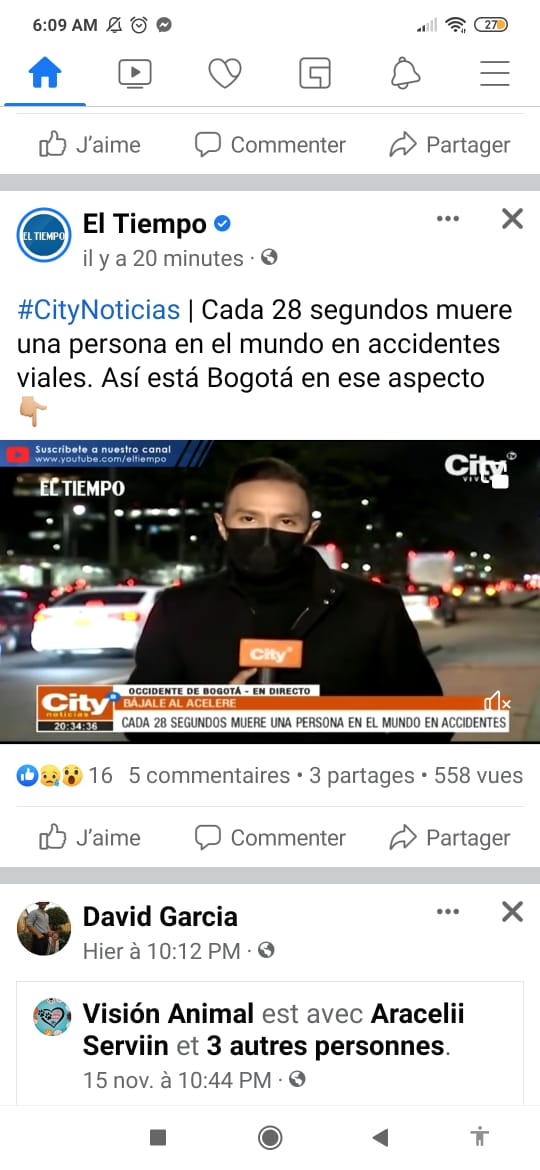 6:09 AM
27
J'aime Commenter Partager
El Tiempo
EL TIEMPO
il y a 20 minutes ·
#CityNoticias | Cada 28 segundos muere
una persona en el mundo en accidentes
viales. Así está Bogotá en ese aspecto
Suscríbete a nuestro canal
www.youtube.com/eltiempo
EL TIEMPO
City tv
VIVO
City
City tv
noticias
20:34:36
OCCIDENTE DE BOGOTÁ - EN DIRECTO
BÁJALE AL ACELERE
CADA 28 SEGUNDOS MUERE UNA PERSONA EN EL MUNDO EN ACCIDENTES
16 5 commentaires • 3 partages • 558 vues
J'aime Commenter Partager
David Garcia
Hier à 10:12 PM ·
Visión Animal est avec Aracelii
Serviin et 3 autres personnes.
15 nov. à 10:44 PM ·